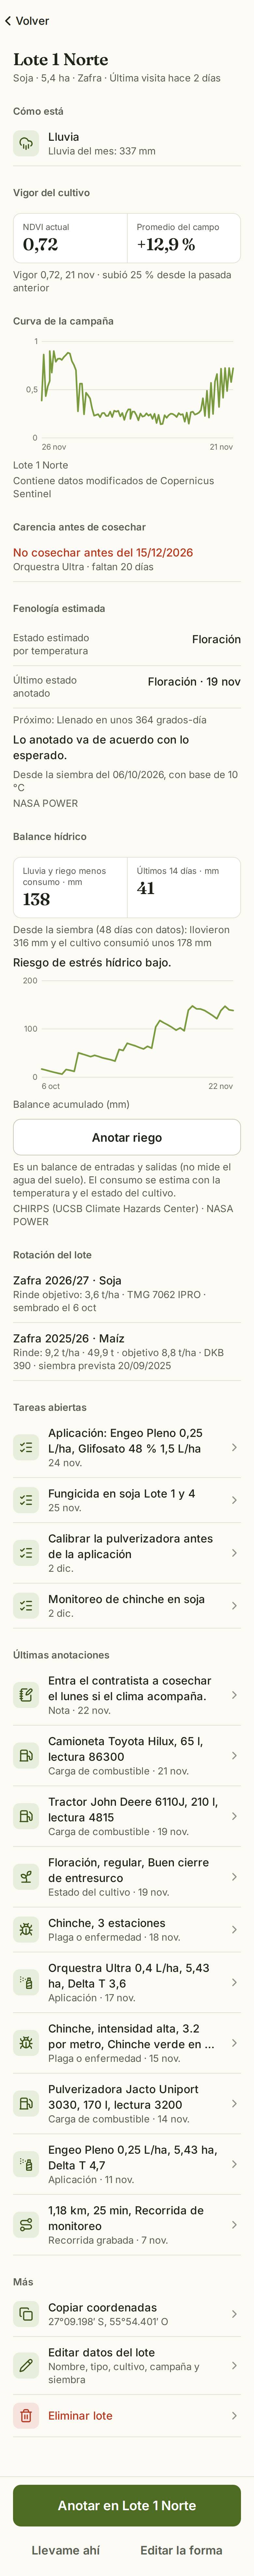 Volver
Lote 1 Norte
Soja · 5,4 ha · Zafra · Última visita hace 2 días
Cómo está
Lluvia
Lluvia del mes: 337 mm
Vigor del cultivo
NDVI actual
0,72
Promedio del campo
+12,9 %
Vigor 0,72, 21 nov · subió 25 % desde la pasada
anterior
Curva de la campaña
1
0,5
0
26 nov
21 nov
Lote 1 Norte
Contiene datos modificados de Copernicus
Sentinel
Carencia antes de cosechar
No cosechar antes del 15/12/2026
Orquestra Ultra · faltan 20 días
Fenología estimada
Estado estimado
por temperatura
Floración
Último estado
anotado
Floración · 19 nov
Próximo: Llenado en unos 364 grados-día
Lo anotado va de acuerdo con lo
esperado.
Desde la siembra del 06/10/2026, con base de 10
°C
NASA POWER
Balance hídrico
Lluvia y riego menos
consumo · mm
138
Últimos 14 días · mm
41
Desde la siembra (48 días con datos): llovieron
316 mm y el cultivo consumió unos 178 mm
Riesgo de estrés hídrico bajo.
200
100
0
6 oct
22 nov
Balance acumulado (mm)
Anotar riego
Es un balance de entradas y salidas (no mide el
agua del suelo). El consumo se estima con la
temperatura y el estado del cultivo.
CHIRPS (UCSB Climate Hazards Center) · NASA
POWER
Rotación del lote
Zafra 2026/27 · Soja
Rinde objetivo: 3,6 t/ha · TMG 7062 IPRO ·
sembrado el 6 oct
Zafra 2025/26 · Maíz
Rinde: 9,2 t/ha · 49,9 t · objetivo 8,8 t/ha · DKB
390 · siembra prevista 20/09/2025
Tareas abiertas
Aplicación: Engeo Pleno 0,25
L/ha, Glifosato 48 % 1,5 L/ha
24 nov.
Fungicida en soja Lote 1 y 4
25 nov.
Calibrar la pulverizadora antes
de la aplicación
2 dic.
Monitoreo de chinche en soja
2 dic.
Últimas anotaciones
Entra el contratista a cosechar
el lunes si el clima acompaña.
Nota · 22 nov.
Camioneta Toyota Hilux, 65 l,
lectura 86300
Carga de combustible · 21 nov.
Tractor John Deere 6110J, 210 l,
lectura 4815
Carga de combustible · 19 nov.
Floración, regular, Buen cierre
de entresurco
Estado del cultivo · 19 nov.
Chinche, 3 estaciones
Plaga o enfermedad · 18 nov.
Orquestra Ultra 0,4 L/ha, 5,43
ha, Delta T 3,6
Aplicación · 17 nov.
Chinche, intensidad alta, 3.2
por metro, Chinche verde en ...
Plaga o enfermedad · 15 nov.
Pulverizadora Jacto Uniport
3030, 170 l, lectura 3200
Carga de combustible · 14 nov.
Engeo Pleno 0,25 L/ha, 5,43 ha,
Delta T 4,7
Aplicación · 11 nov.
1,18 km, 25 min, Recorrida de
monitoreo
Recorrida grabada · 7 nov.
Más
Copiar coordenadas
27°09.198' S, 55°54.401' O
Editar datos del lote
Nombre, tipo, cultivo, campaña y
siembra
Eliminar lote
Anotar en Lote 1 Norte
Llevame ahí
Editar la forma